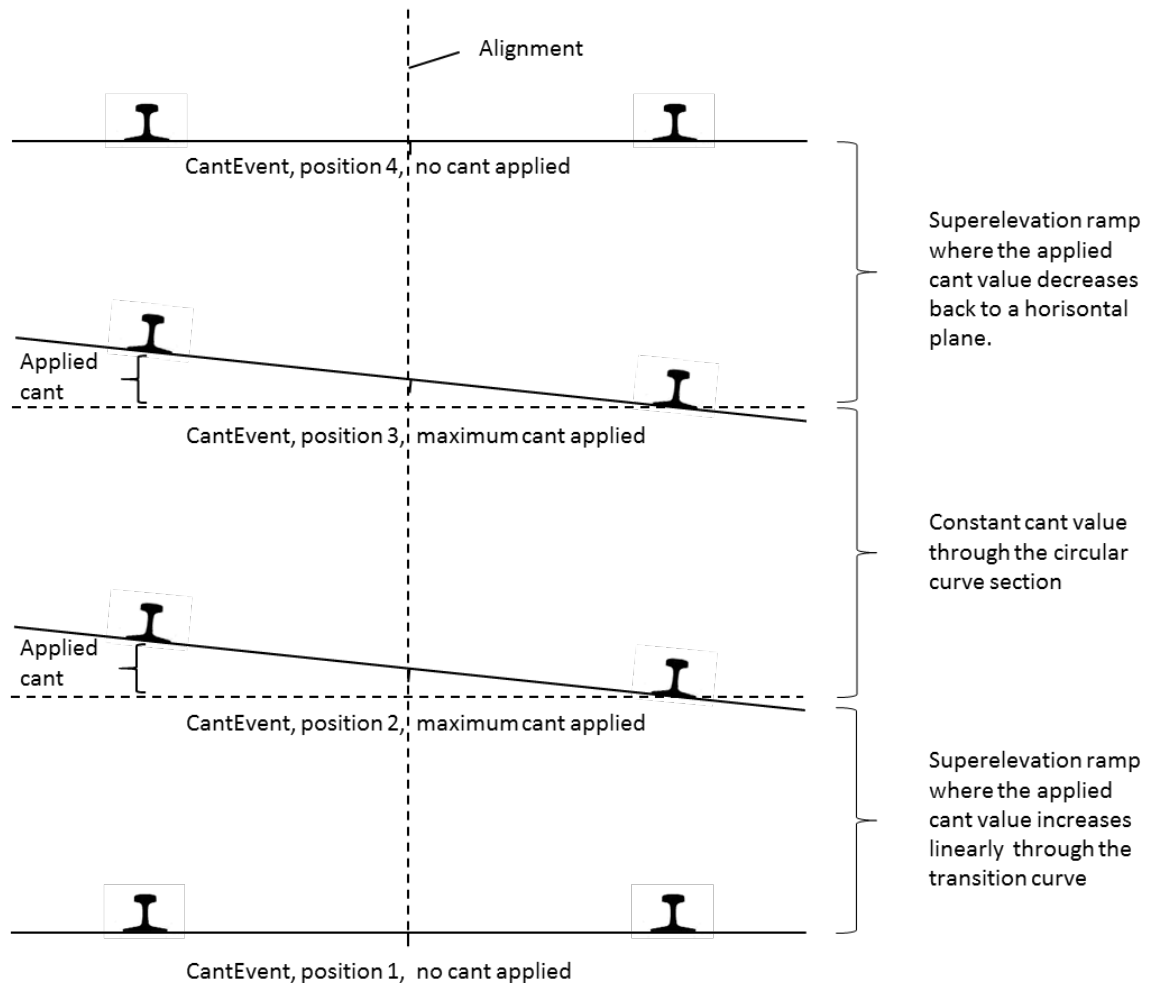 Alignment
CantEvent, position 4, no cant applied
Superelevation ramp
where the applied
cant value decreases
back to a horisontal
plane.
Applied
cant
CantEvent, position 3, maximum cant applied
Constant cant value
through the circular
curve section
Applied
cant
CantEvent, position 2, maximum cant applied
Superelevation ramp
where the applied
cant value increases
linearly through the
transition curve
CantEvent, position 1, no cant applied